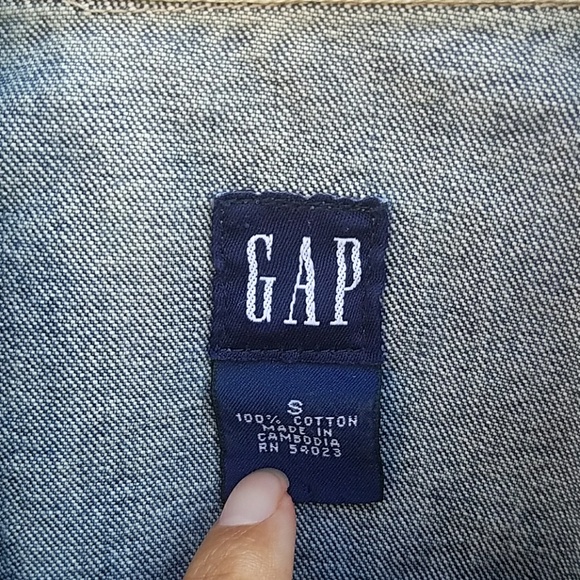 GAP
S
100% COTTON
MADE IN
CAMBODIA
RN 54023